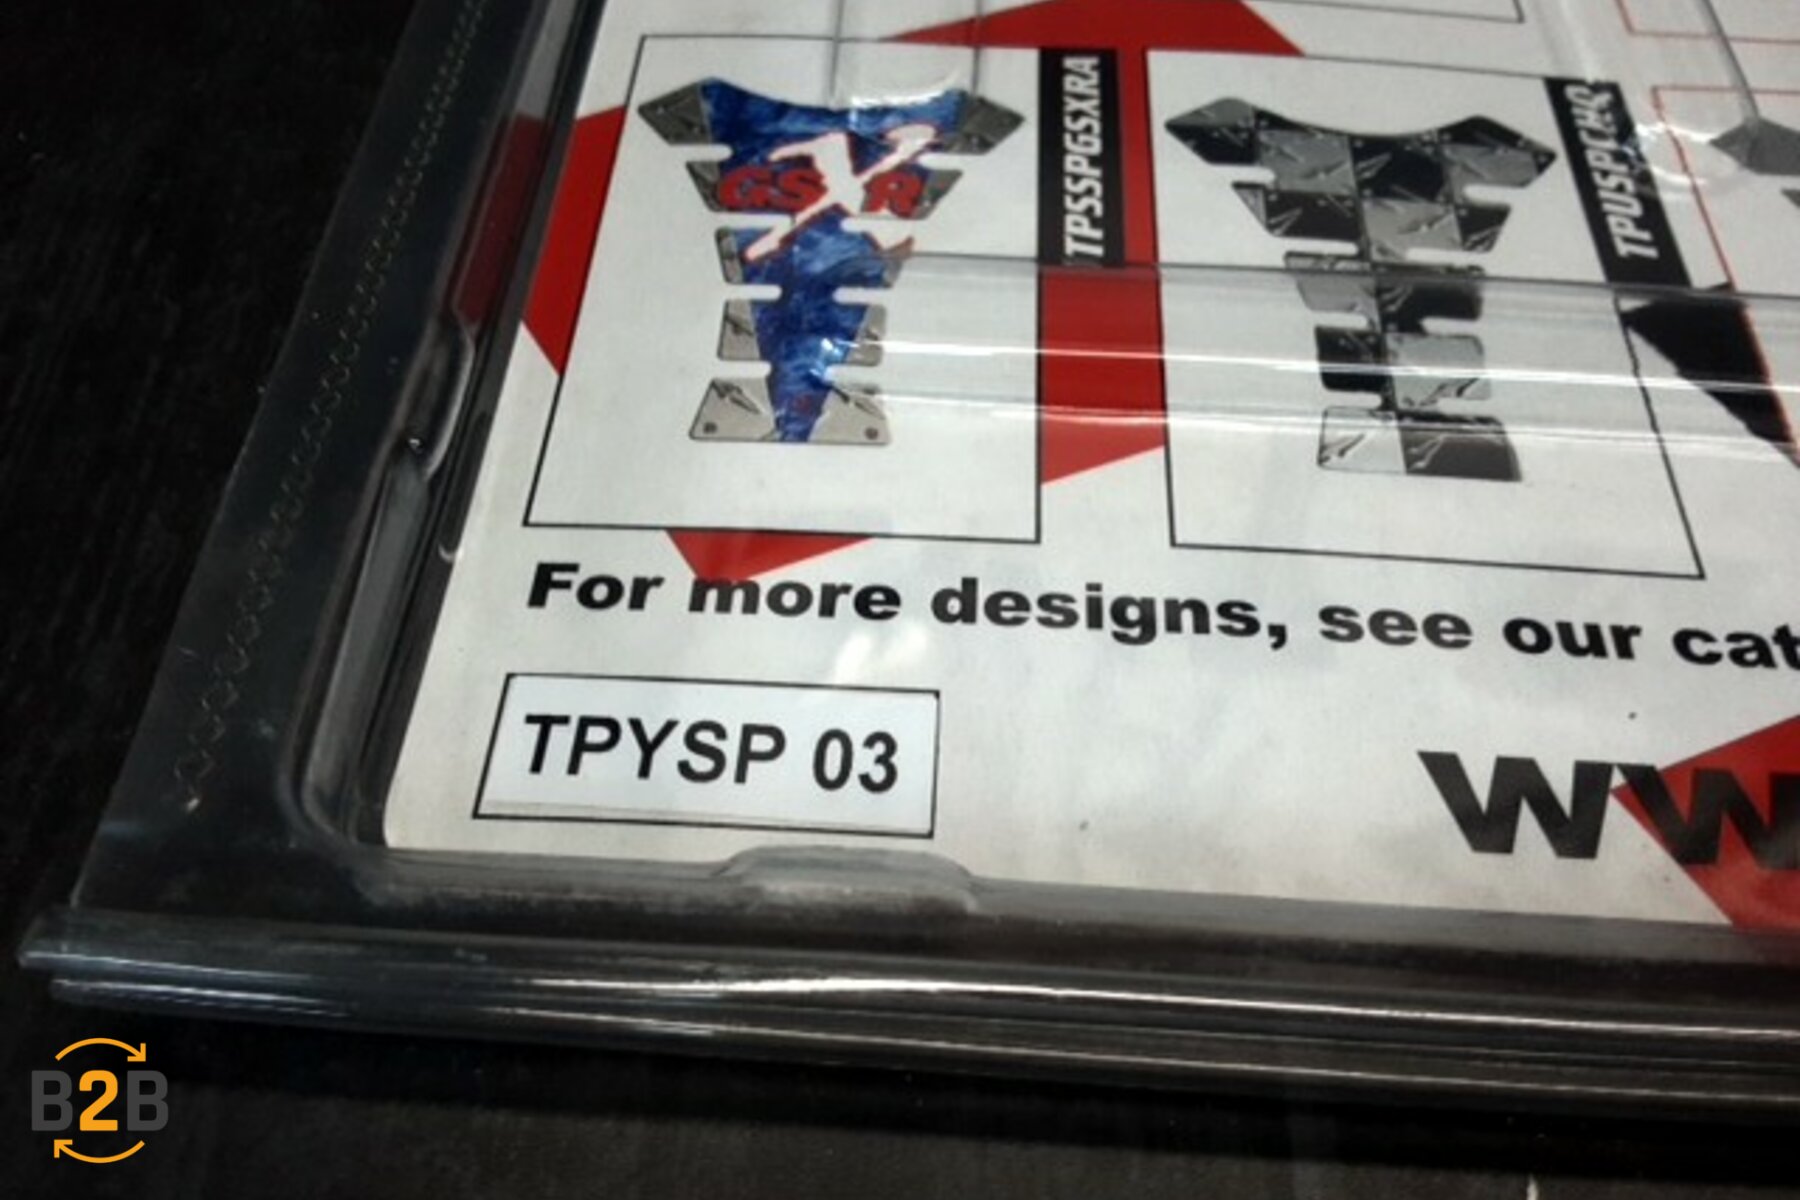 GSXR
TPSSPGSXRA
TPUSPCHQ
For more designs, see our cat
TPYSP 03
ww
B2B